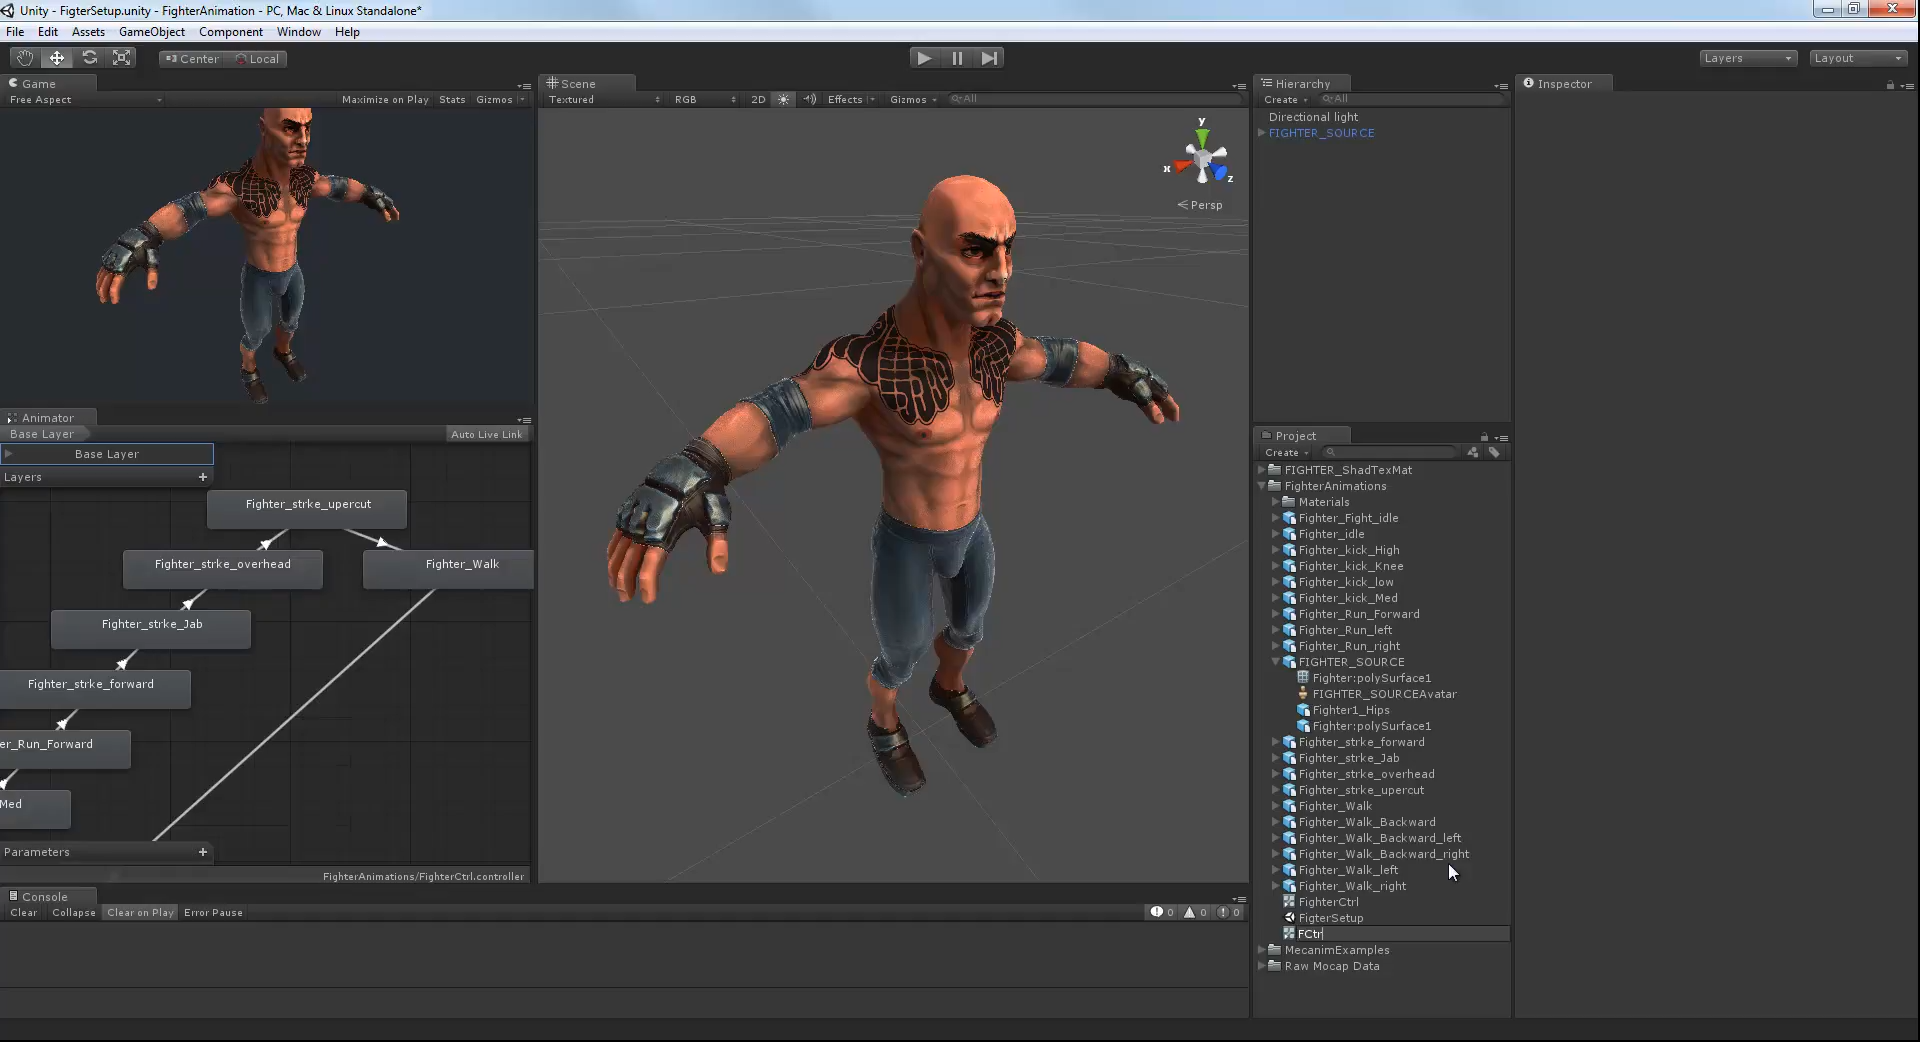 Unity - FigterSetup.unity - FighterAnimation - PC, Mac & Linux Standalone*
File Edit Assets GameObject Component Window Help
Center Local
Layers
Layout
Game
Free Aspect
Maximize on Play Stats Gizmos
Animator
Base Layer
Auto Live Link
Base Layer
Layers
Fighter_strke_upercut
Fighter_strke_overhead
Fighter_Walk
Fighter_strke_Jab
Fighter_strke_forward
er_Run_Forward
Med
Parameters
FighterAnimations/FighterCtrl.controller
Console
Clear Collapse Clear on Play Error Pause
0 0 0
Scene
Textured RGB 2D Effects Gizmos All
y
x
z
Persp
Hierarchy
Create All
Directional light
FIGHTER_SOURCE
Project
Create
FIGHTER_ShadTexMat
FighterAnimations
Materials
Fighter_Fight_idle
Fighter_idle
Fighter_kick_High
Fighter_kick_Knee
Fighter_kick_low
Fighter_kick_Med
Fighter_Run_Forward
Fighter_Run_left
Fighter_Run_right
FIGHTER_SOURCE
Fighter:polySurface1
FIGHTER_SOURCEAvatar
Fighter1_Hips
Fighter:polySurface1
Fighter_strke_forward
Fighter_strke_Jab
Fighter_strke_overhead
Fighter_strke_upercut
Fighter_Walk
Fighter_Walk_Backward
Fighter_Walk_Backward_left
Fighter_Walk_Backward_right
Fighter_Walk_left
Fighter_Walk_right
FighterCtrl
FigterSetup
FCtr
MecanimExamples
Raw Mocap Data
Inspector